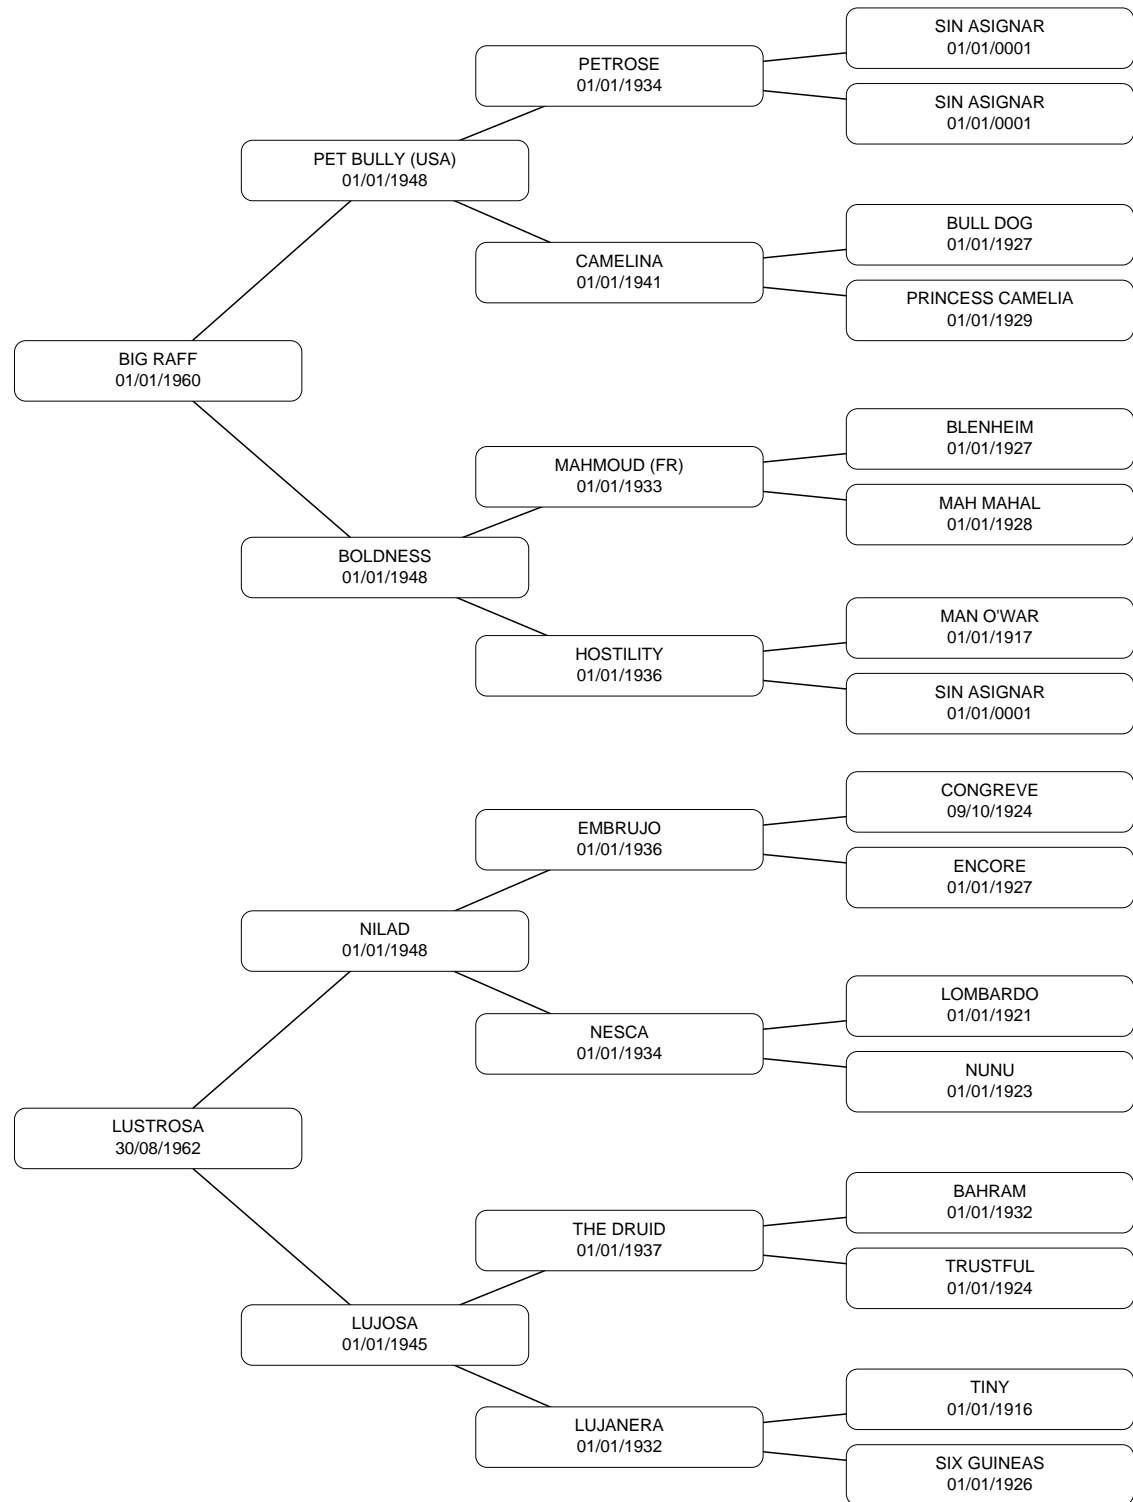 SIN ASIGNAR
01/01/0001
PETROSE
01/01/1934
SIN ASIGNAR
01/01/0001
PET BULLY (USA)
01/01/1948
BULL DOG
01/01/1927
CAMELINA
01/01/1941
PRINCESS CAMELIA
01/01/1929
BIG RAFF
01/01/1960
BLENHEIM
01/01/1927
MAHMOUD (FR)
01/01/1933
MAH MAHAL
01/01/1928
BOLDNESS
01/01/1948
MAN O'WAR
01/01/1917
HOSTILITY
01/01/1936
SIN ASIGNAR
01/01/0001
CONGREVE
09/10/1924
EMBRUJO
01/01/1936
ENCORE
01/01/1927
NILAD
01/01/1948
LOMBARDO
01/01/1921
NESCA
01/01/1934
NUNU
01/01/1923
LUSTROSA
30/08/1962
BAHRAM
01/01/1932
THE DRUID
01/01/1937
TRUSTFUL
01/01/1924
LUJOSA
01/01/1945
TINY
01/01/1916
LUJANERA
01/01/1932
SIX GUINEAS
01/01/1926